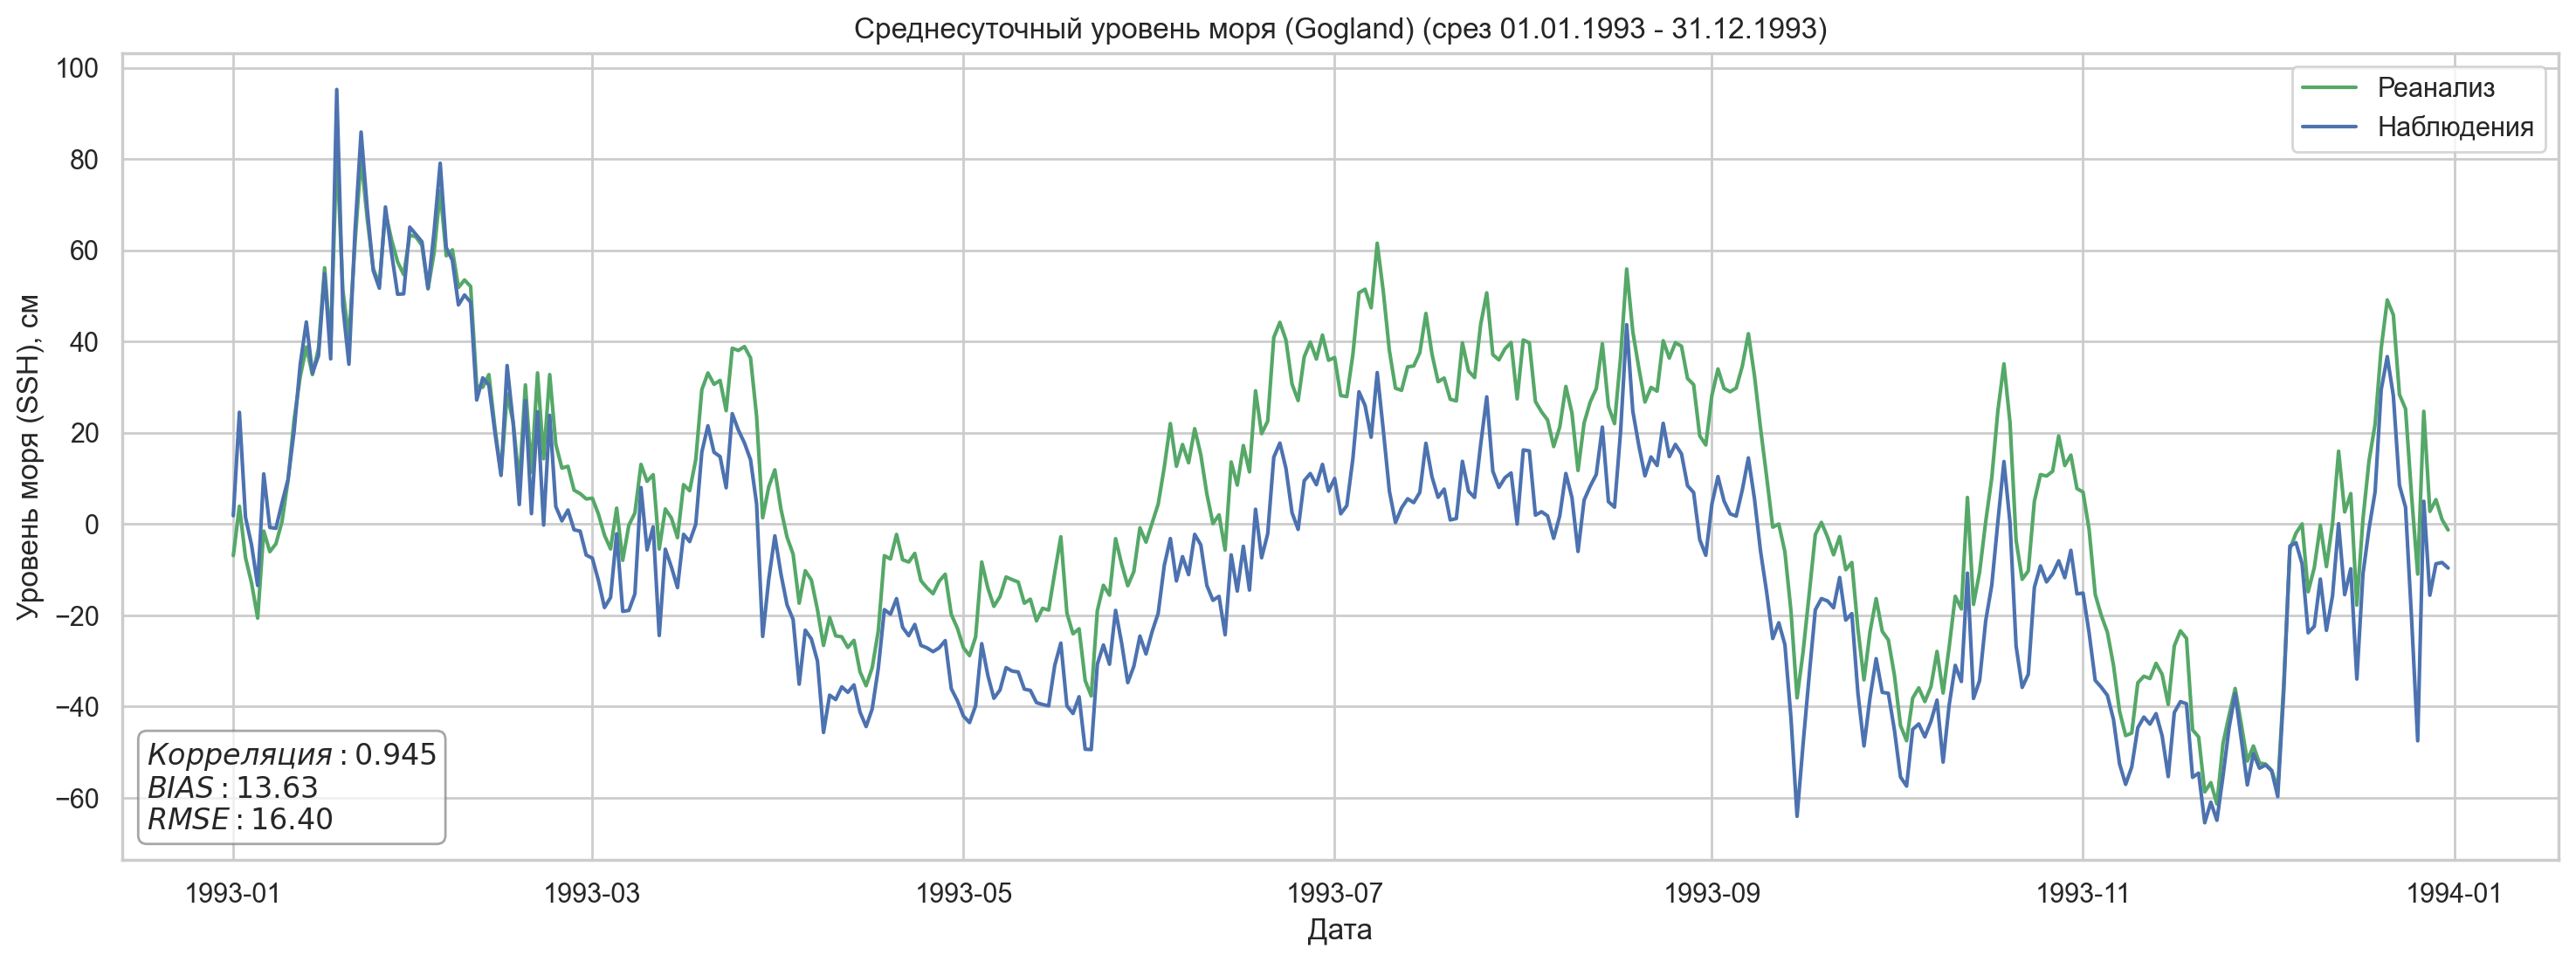 Среднесуточный уровень моря (Gogland) (срез 01.01.1993 - 31.12.1993)
Уровень моря (SSH), см
100
80
60
40
20
0
−20
−40
−60
Реанализ
Наблюдения
Корреляция : 0.945
BIAS : 13.63
RMSE : 16.40
1993-01
1993-03
1993-05
1993-07
1993-09
1993-11
1994-01
Дата